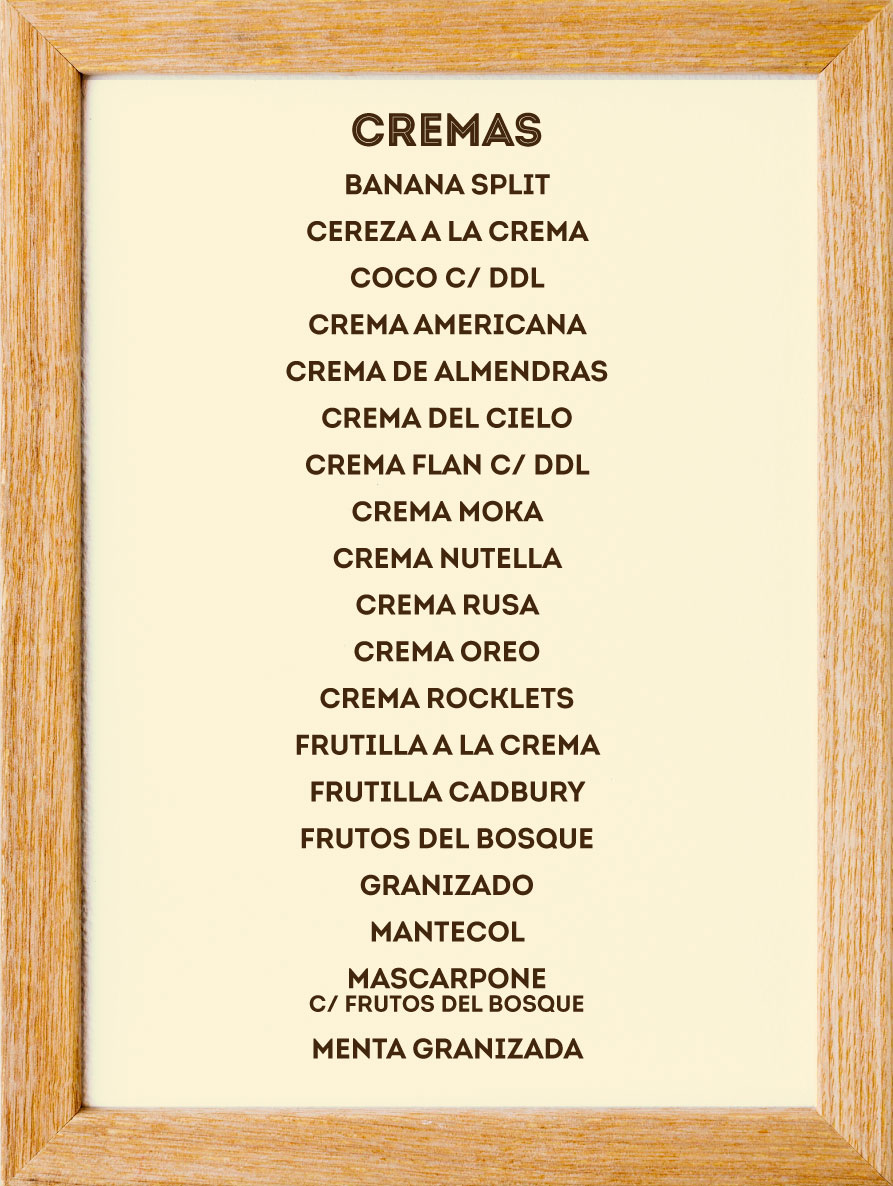 CREMAS
BANANA SPLIT
CEREZA A LA CREMA
COCO C/ DDL
CREMA AMERICANA
CREMA DE ALMENDRAS
CREMA DEL CIELO
CREMA FLAN C/ DDL
CREMA MOKA
CREMA NUTELLA
CREMA RUSA
CREMA OREO
CREMA ROCKLETS
FRUTILLA A LA CREMA
FRUTILLA CADBURY
FRUTOS DEL BOSQUE
GRANIZADO
MANTECOL
MASCARPONE
C/ FRUTOS DEL BOSQUE
MENTA GRANIZADA